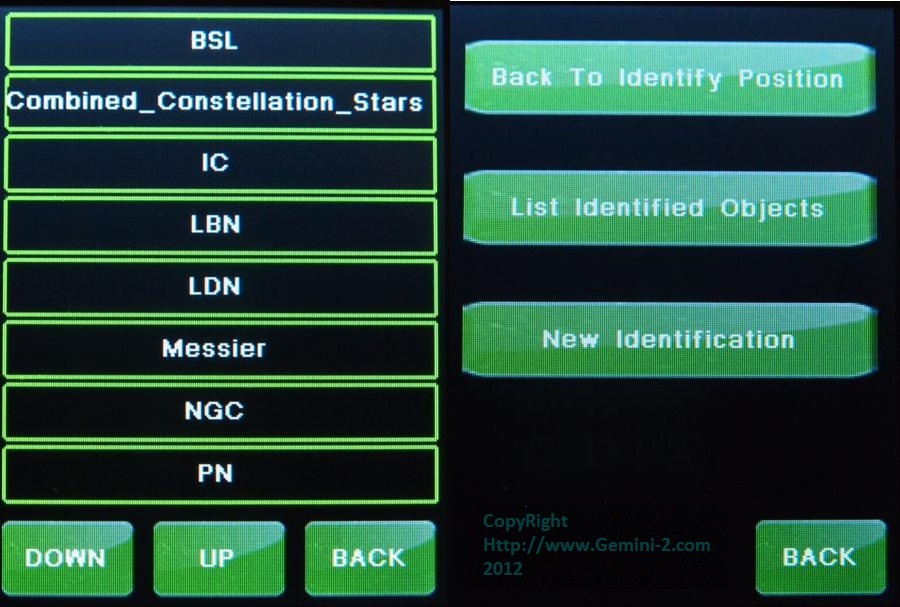 BSL
Combined_Constellation_Stars
IC
LBN
LDN
Messier
NGC
PN
DOWN UP BACK
Back To Identify Position
List Identified Objects
New Identification
CopyRight
Http://www.Gemini-2.com
2012
BACK